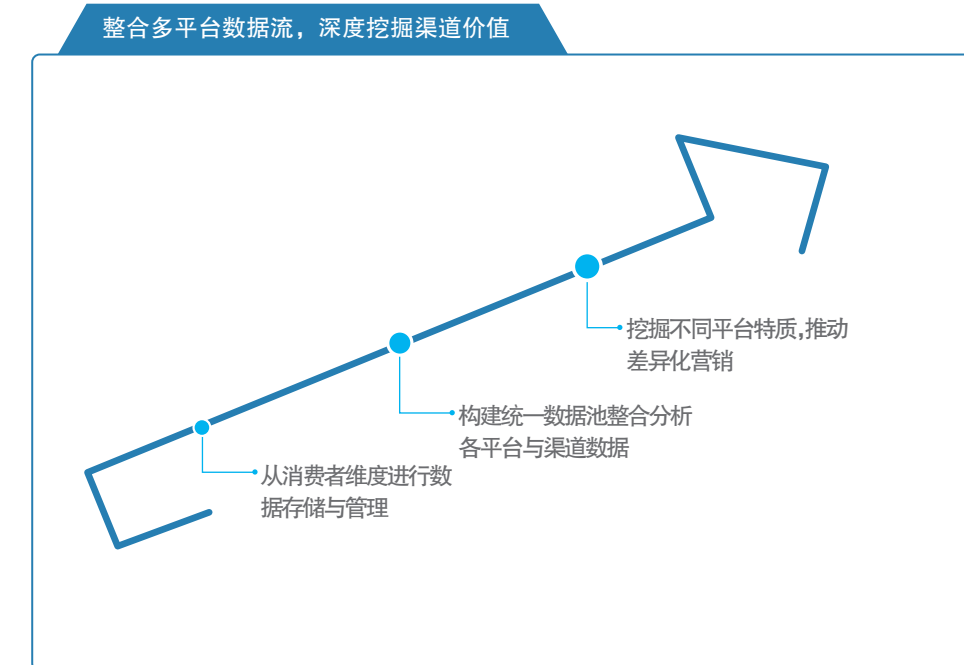 整合多平台数据流，深度挖掘渠道价值
挖掘不同平台特质,推动
差异化营销
构建统一数据池整合分析
各平台与渠道数据
从消费者维度进行数
据存储与管理